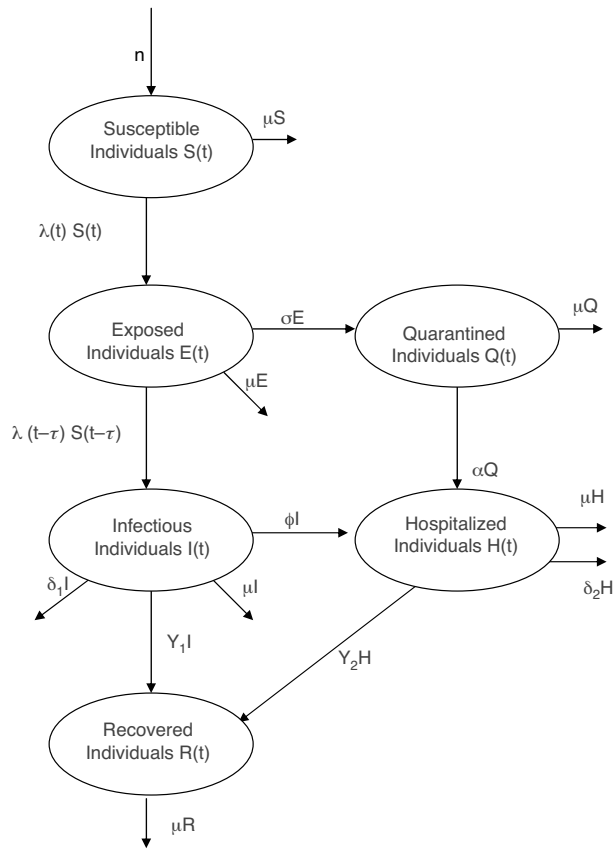 n
Susceptible
Individuals S(t)
μS
λ(t) S(t)
Exposed
Individuals E(t)
σE
Quarantined
Individuals Q(t)
μQ
μE
λ (t–τ) S(t–τ)
αQ
Infectious
Individuals I(t)
ϕI
Hospitalized
Individuals H(t)
μH
δ₂H
δ₁I
μI
Y₁I
Y₂H
Recovered
Individuals R(t)
μR